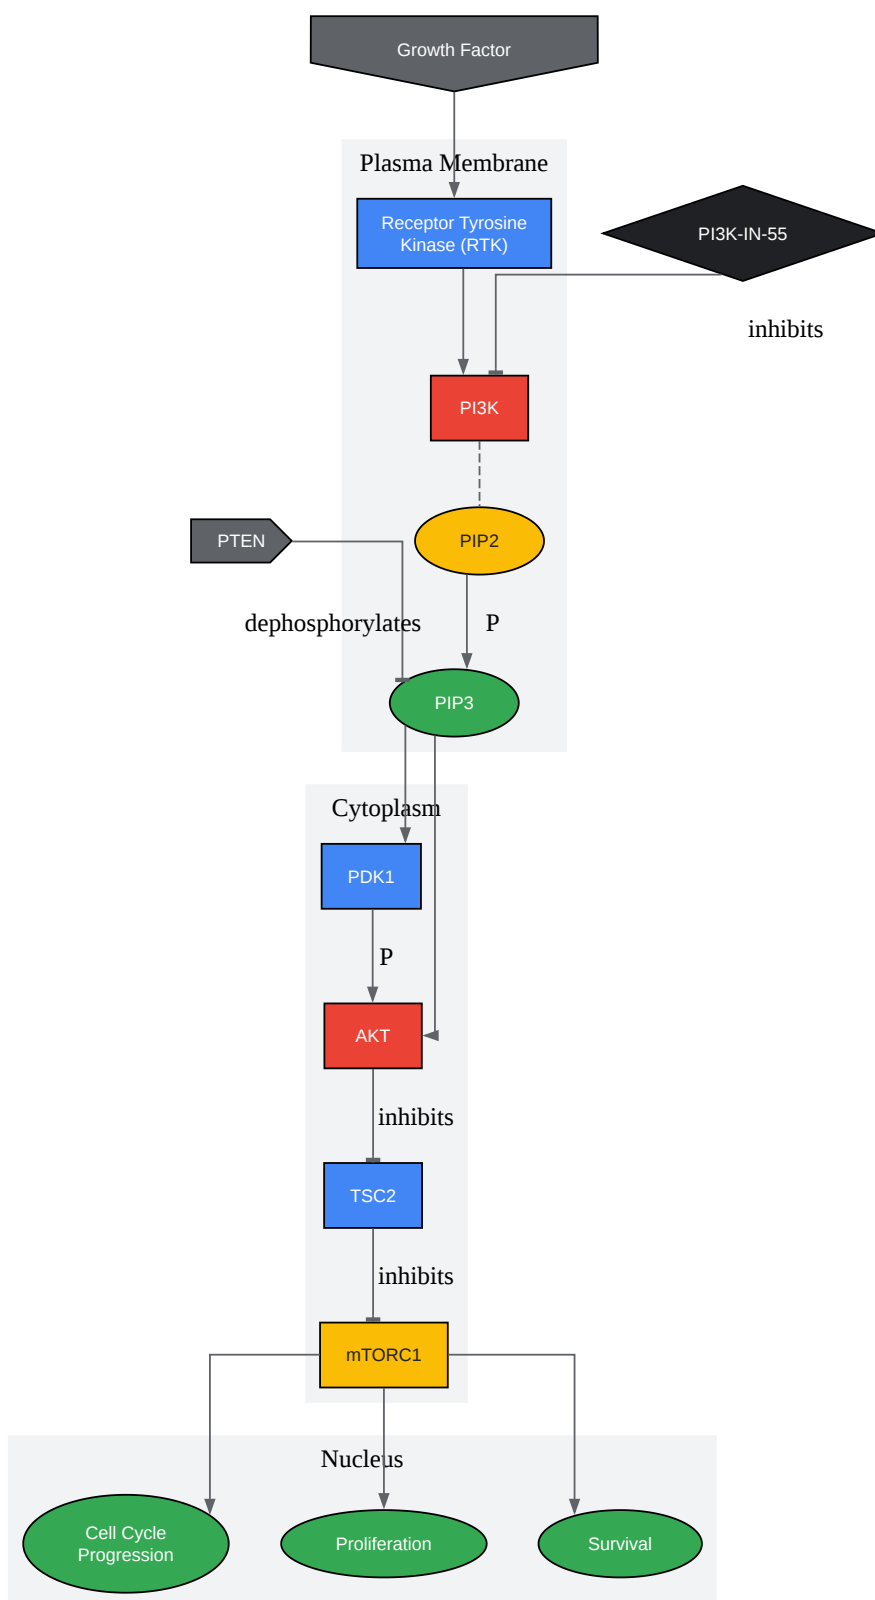 Growth Factor
Plasma Membrane
Receptor Tyrosine
Kinase (RTK)
PI3K-IN-55
inhibits
PI3K
PTEN
PIP2
dephosphorylates
P
PIP3
Cytoplasm
PDK1
P
AKT
inhibits
TSC2
inhibits
mTORC1
Nucleus
Cell Cycle
Progression
Proliferation
Survival